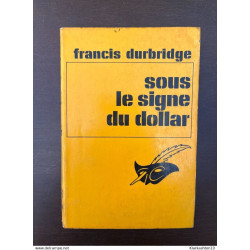 francis durbridge
sous
le signe
du dollar